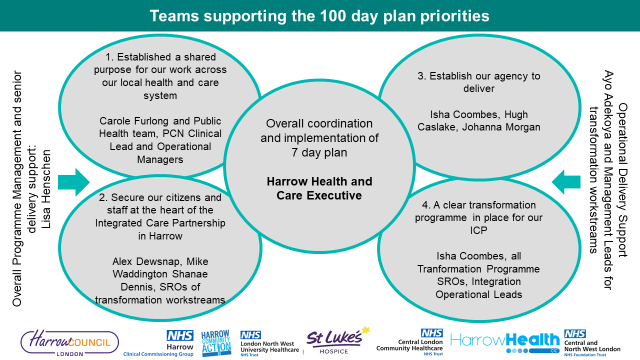 Teams supporting the 100 day plan priorities
1. Established a shared
purpose for our work across
our local health and care
system
Carole Furlong and Public
Health team, PCN Clinical
Lead and Operational
Managers
3. Establish our agency to
deliver
Isha Coombes, Hugh
Caslake, Johanna Morgan
Overall coordination
and implementation of
7 day plan
Harrow Health and
Care Executive
2. Secure our citizens and
staff at the heart of the
Integrated Care Partnership
in Harrow
Alex Dewsnap, Mike
Waddington Shanae
Dennis, SROs of
transformation workstreams
4. A clear transformation
programme in place for our
ICP
Isha Coombes, all
Tranformation Programme
SROs, Integration
Operational Leads
Overall Programme Management and senior
delivery support:
Lisa Henschen
Operational Delivery Support
Ayo Adekoya and Management Leads for
transformation workstreams
HarrowCOUNCIL
LONDON
NHS
Harrow
Clinical Commissioning Group
HARROW
COMMUNITY
ACTION
NHS
London North West
University Healthcare
NHS Trust
St Luke's
HOSPICE
NHS
Central London
Community Healthcare
NHS Trust
HarrowHealth
CIC
NHS
Central and
North West London
NHS Foundation Trust